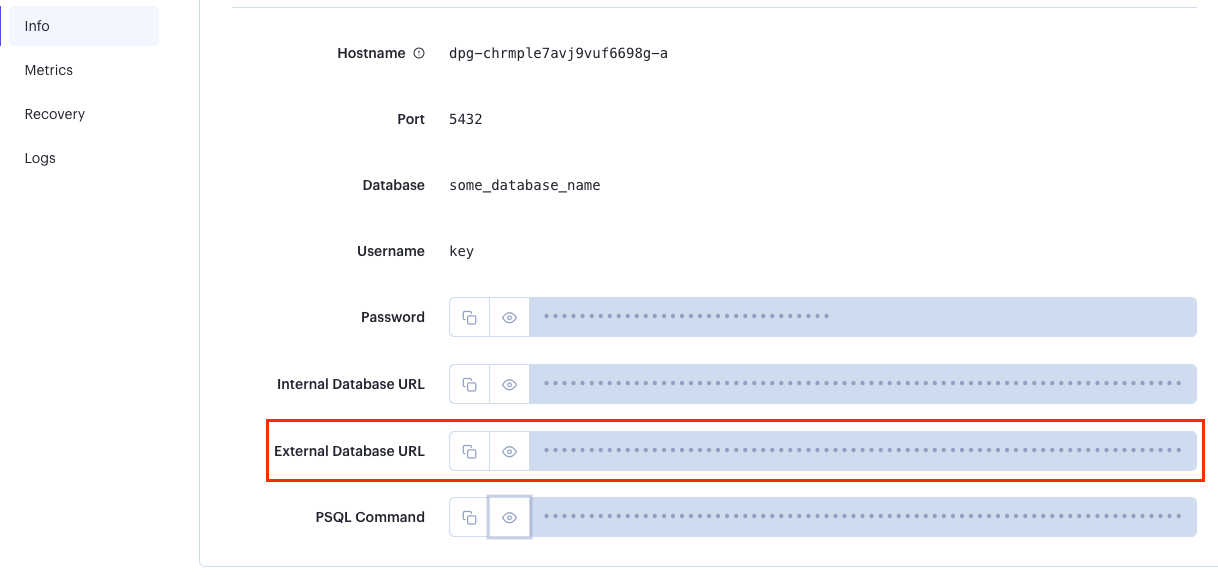 Info
Metrics
Recovery
Logs
Hostname dpg-chrmple7avj9vuf6698g-a
Port 5432
Database some_database_name
Username key
Password
Internal Database URL
External Database URL
PSQL Command